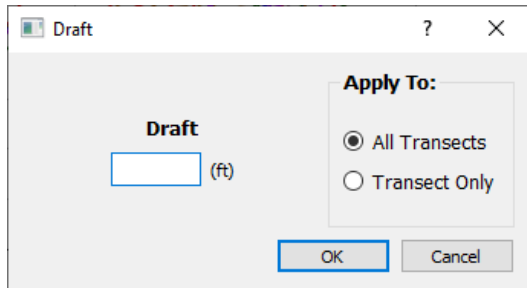 Draft
?
Apply To:
Draft
(ft)
All Transects
Transect Only
OK
Cancel